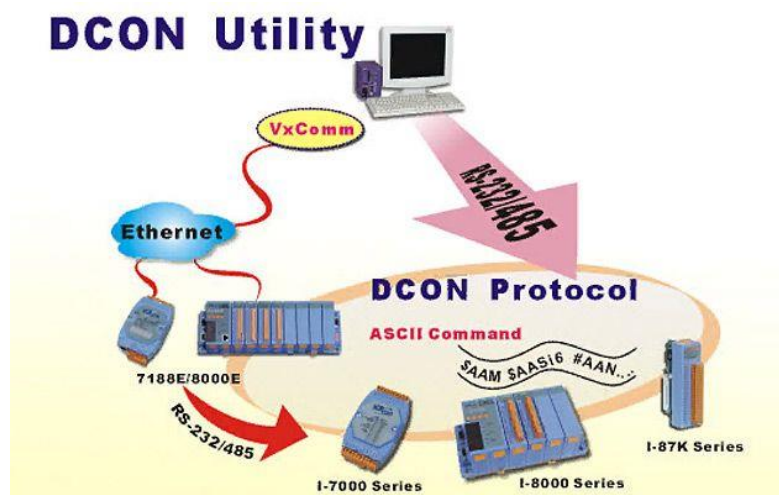 DCON Utility
VxComm
RS-232/485
Ethernet
DCON Protocol
ASCII Command
$AAM $AASi6 #AAN....
7188E/8000E
RS-232/485
I-87K Series
I-7000 Series
I-8000 Series